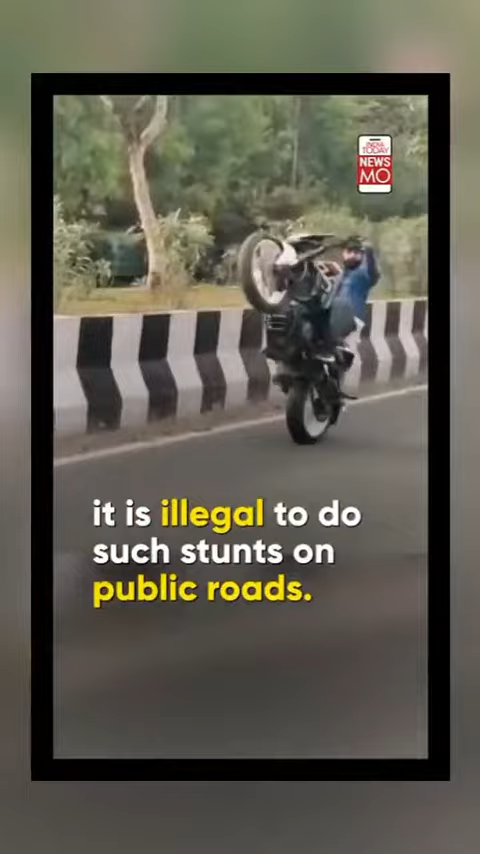 INDIA
TODAY
NEWS
MO
it is illegal to do
such stunts on
public roads.